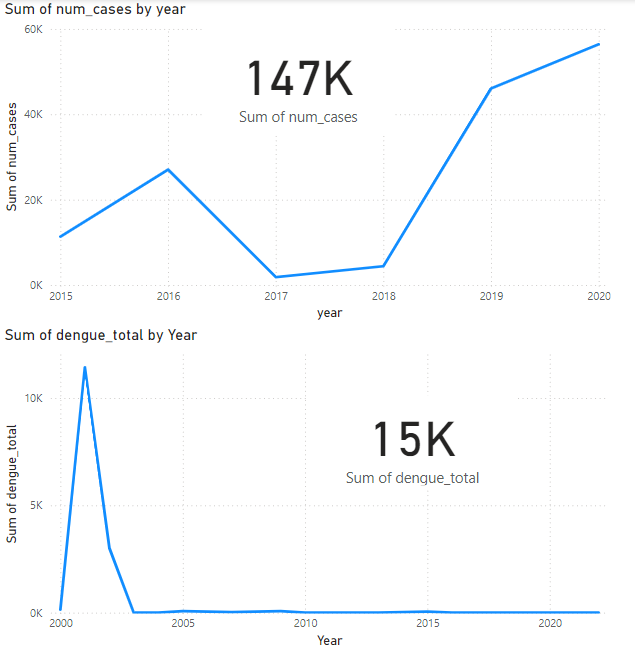 Sum of num_cases by year
60K
147K
Sum of num_cases
40K
Sum of num_cases
20K
0K
2015 2016 2017 2018 2019 2020
year
Sum of dengue_total by Year
10K
15K
Sum of dengue_total
5K
Sum of dengue_total
0K
2000 2005 2010 2015 2020
Year